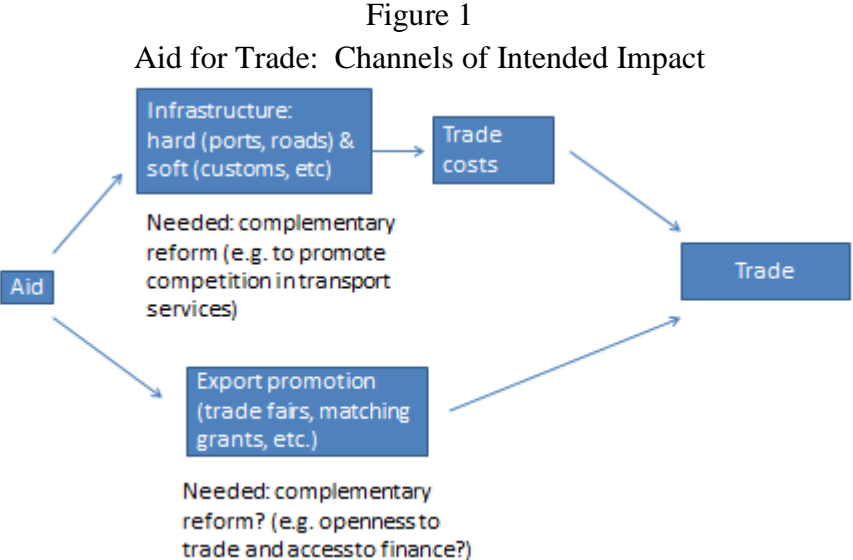 Figure 1
Aid for Trade:  Channels of Intended Impact
Infrastructure:
hard (ports, roads) &
soft (customs, etc)
Trade
costs
Needed: complementary
reform (e.g. to promote
competition in transport
services)
Trade
Aid
Export promotion
(trade fairs, matching
grants, etc.)
Needed: complementary
reform? (e.g. openness to
trade and access to finance?)